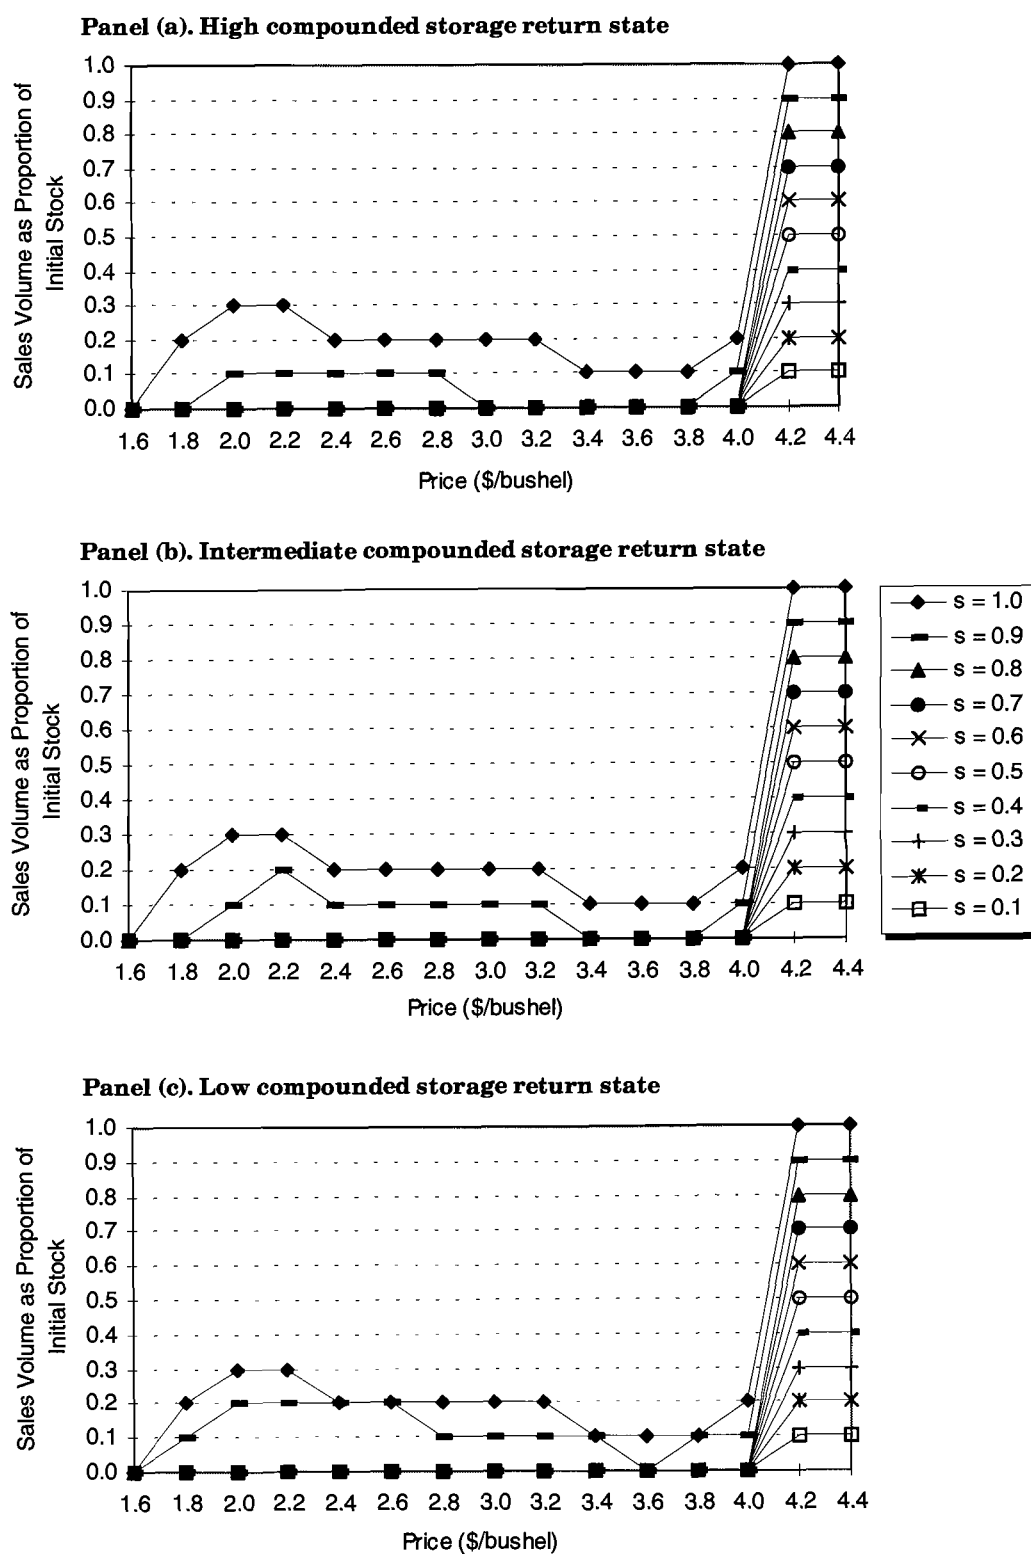 Panel (a). High compounded storage return state
Sales Volume as Proportion of
Initial Stock
1.0
0.9
0.8
0.7
0.6
0.5
0.4
0.3
0.2
0.1
0.0
1.6 1.8 2.0 2.2 2.4 2.6 2.8 3.0 3.2 3.4 3.6 3.8 4.0 4.2 4.4
Price ($/bushel)
Panel (b). Intermediate compounded storage return state
Sales Volume as Proportion of
Initial Stock
1.0
0.9
0.8
0.7
0.6
0.5
0.4
0.3
0.2
0.1
0.0
1.6 1.8 2.0 2.2 2.4 2.6 2.8 3.0 3.2 3.4 3.6 3.8 4.0 4.2 4.4
Price ($/bushel)
s = 1.0
s = 0.9
s = 0.8
s = 0.7
s = 0.6
s = 0.5
s = 0.4
s = 0.3
s = 0.2
s = 0.1
Panel (c). Low compounded storage return state
Sales Volume as Proportion of
Initial Stock
1.0
0.9
0.8
0.7
0.6
0.5
0.4
0.3
0.2
0.1
0.0
1.6 1.8 2.0 2.2 2.4 2.6 2.8 3.0 3.2 3.4 3.6 3.8 4.0 4.2 4.4
Price ($/bushel)